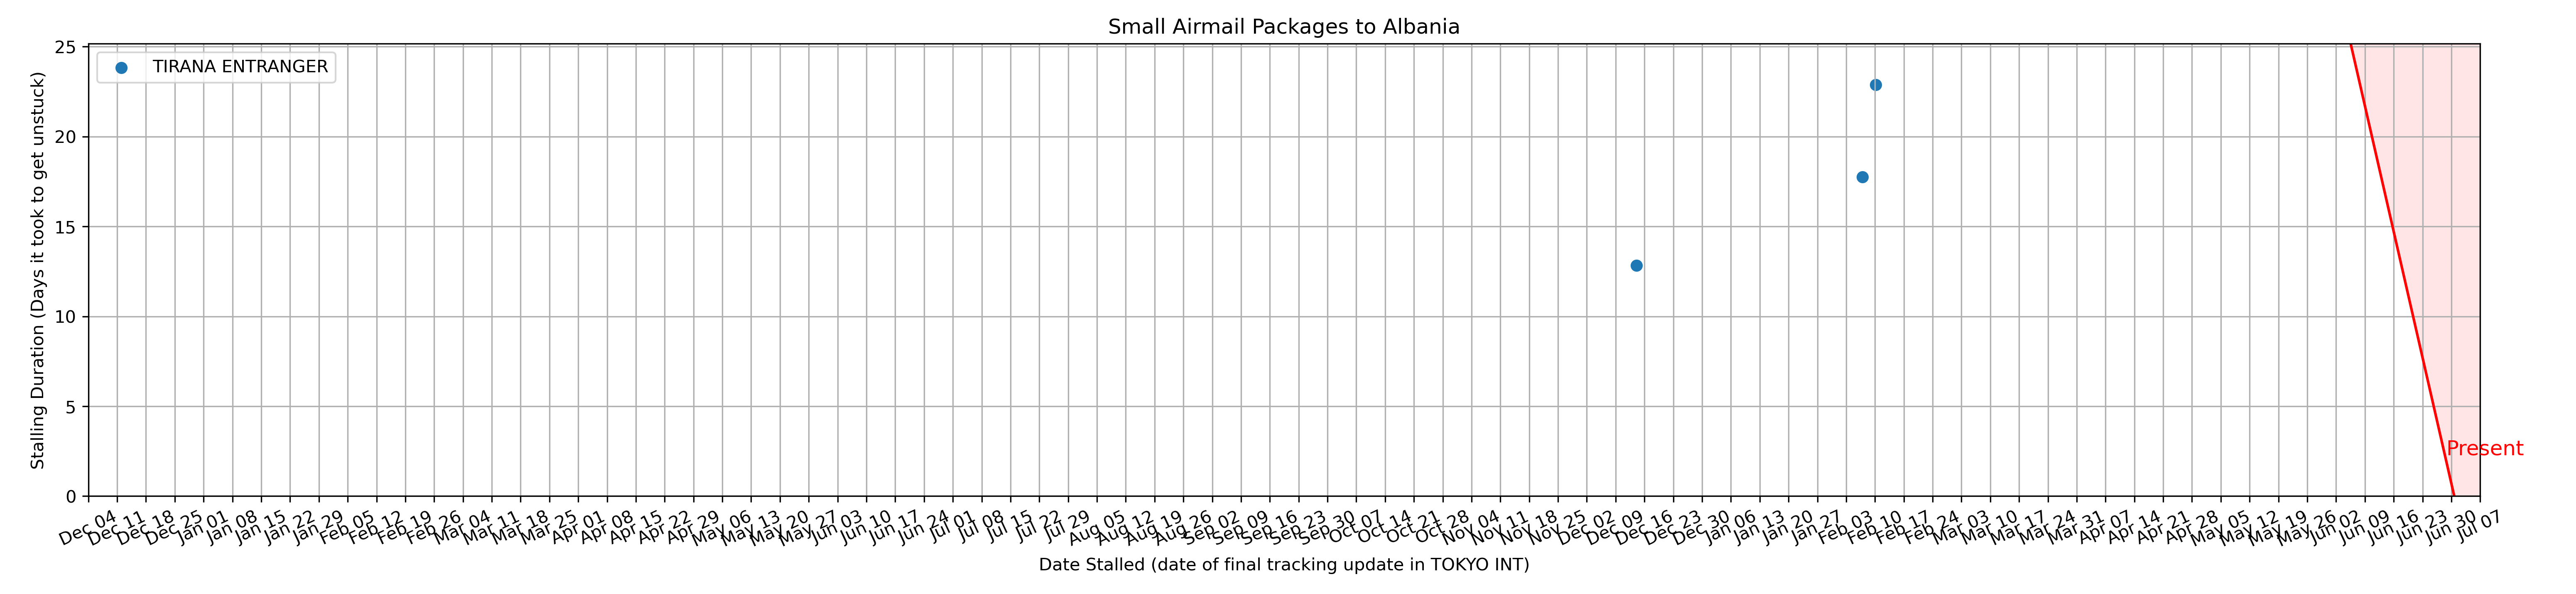 Small Airmail Packages to Albania
25
TIRANA ENTRANGER
20
15
10
5
0
Stalling Duration (Days it took to get unstuck)
Present
Dec 04 Dec 11 Dec 18 Dec 25 Jan 01 Jan 08 Jan 15 Jan 22 Jan 29 Feb 05 Feb 12 Feb 19 Feb 26 Mar 04 Mar 11 Mar 18 Mar 25 Apr 01 Apr 08 Apr 15 Apr 22 Apr 29 May 06 May 13 May 20 May 27 Jun 03 Jun 10 Jun 17 Jun 24 Jul 01 Jul 08 Jul 15 Jul 22 Jul 29 Aug 05 Aug 12 Aug 19 Aug 26 Sep 02 Sep 09 Sep 16 Sep 23 Sep 30 Oct 07 Oct 14 Oct 21 Oct 28 Nov 04 Nov 11 Nov 18 Nov 25 Dec 02 Dec 09 Dec 16 Dec 23 Dec 30 Jan 06 Jan 13 Jan 20 Jan 27 Feb 03 Feb 10 Feb 17 Feb 24 Mar 03 Mar 10 Mar 17 Mar 24 Mar 31 Apr 07 Apr 14 Apr 21 Apr 28 May 05 May 12 May 19 May 26 Jun 02 Jun 09 Jun 16 Jun 23 Jun 30 Jul 07
Date Stalled (date of final tracking update in TOKYO INT)